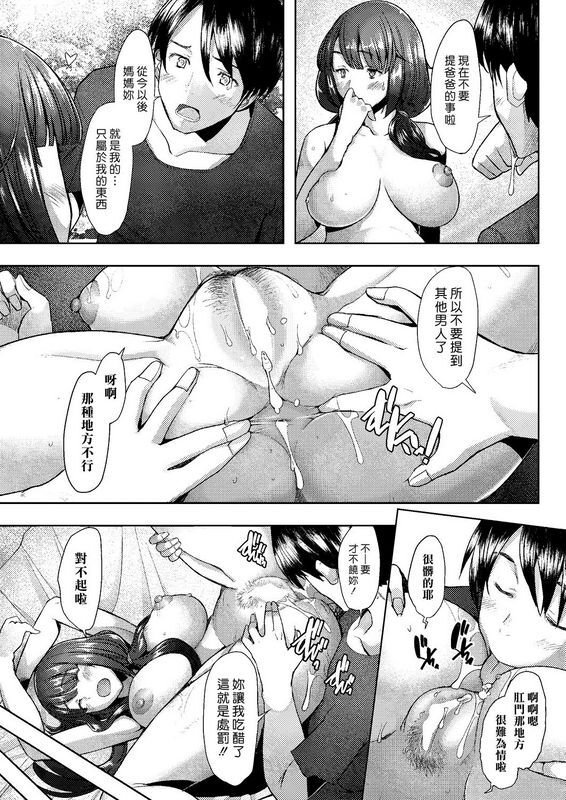 現在不要
提爸爸的事啦
從今以後
媽媽妳
就是我的…
只屬於我的東西
所以不要提到
其他男人了
呀啊
那種地方不行
很髒的耶
啊啊嗯
肛門那地方
很難為情啦
不—要
才不饒妳!
妳讓我吃醋了
這就是處罰!!
對不起啦